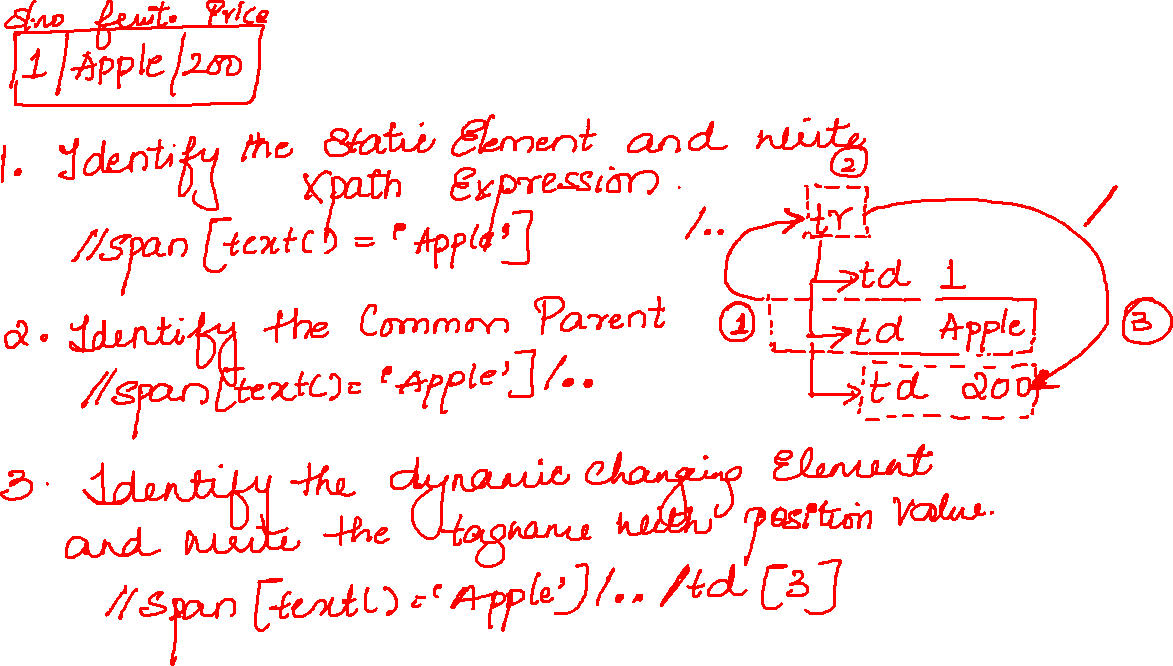 Sl.no fruit. Price
1 Apple 200
1. Identify the Static Element and write
Xpath Expression.
//span[text()='Apple']
2. Identify the Common Parent
//span[text()='Apple']/..
3. Identify the dynamic changing Element
and write the tagname with position value.
//span[text()='Apple']/../td[3]
2
/.. tr /
td 1
1 td Apple 3
td 200